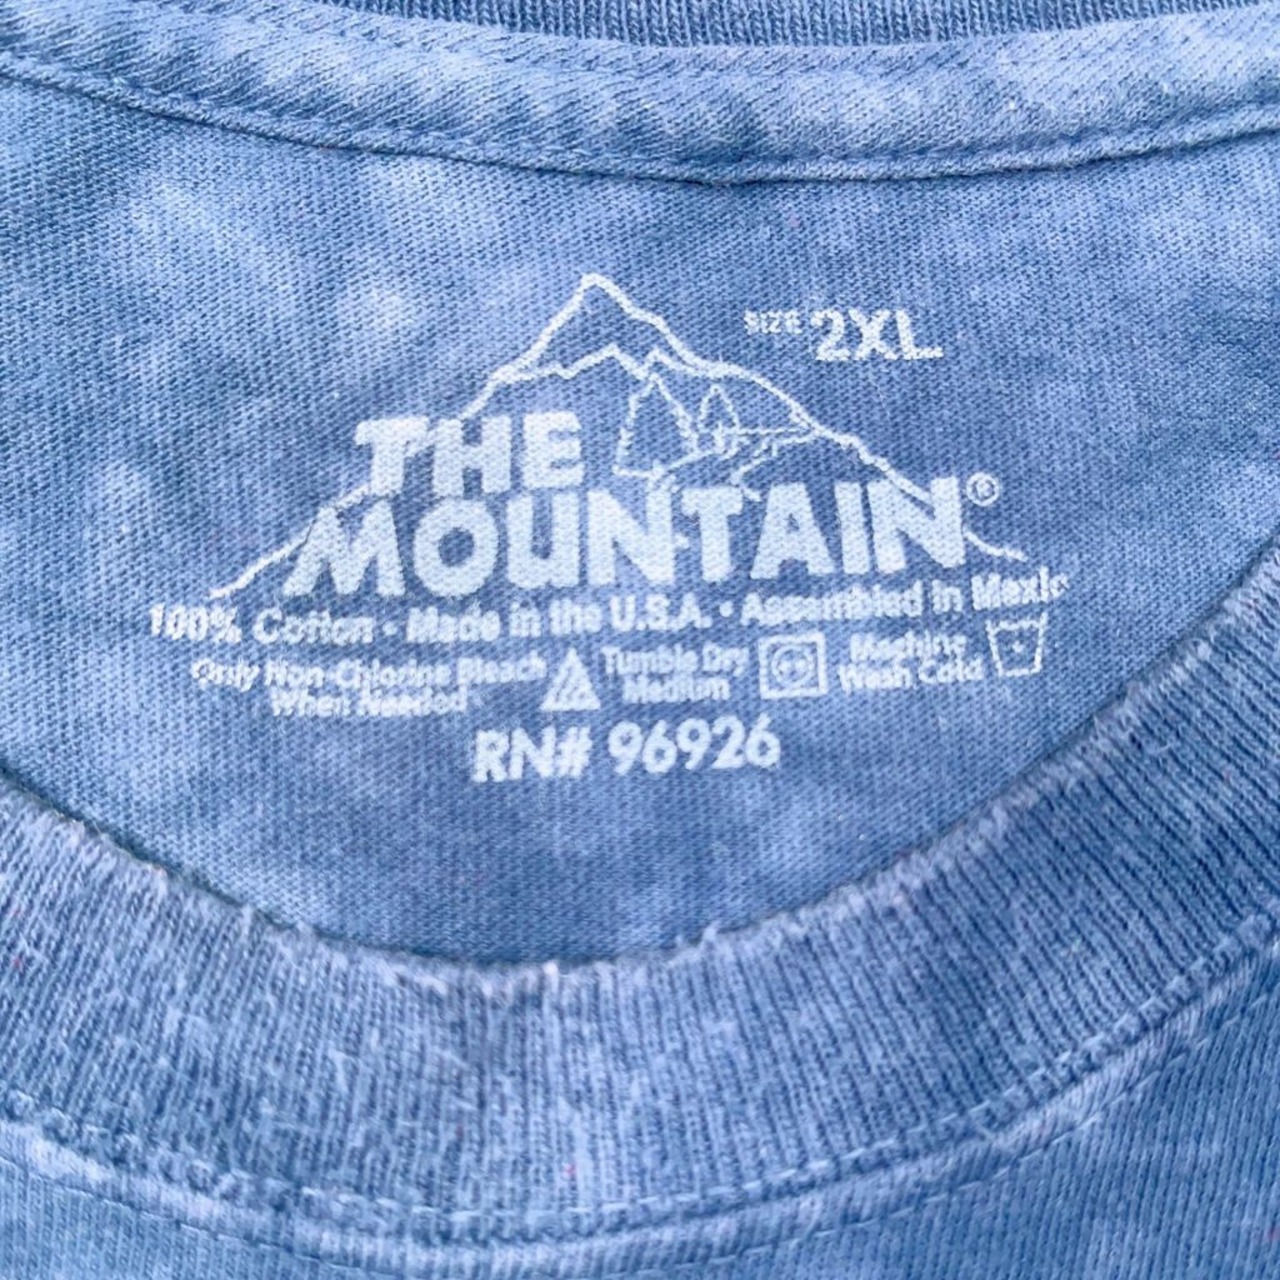 SIZE 2XL
THE
MOUNTAIN®
100% Cotton • Made in the U.S.A. • Assembled in Mexic
Only Non-Chlorine Bleach
When Needed
Tumble Dry
Medium
Machine
Wash Cold
RN# 96926